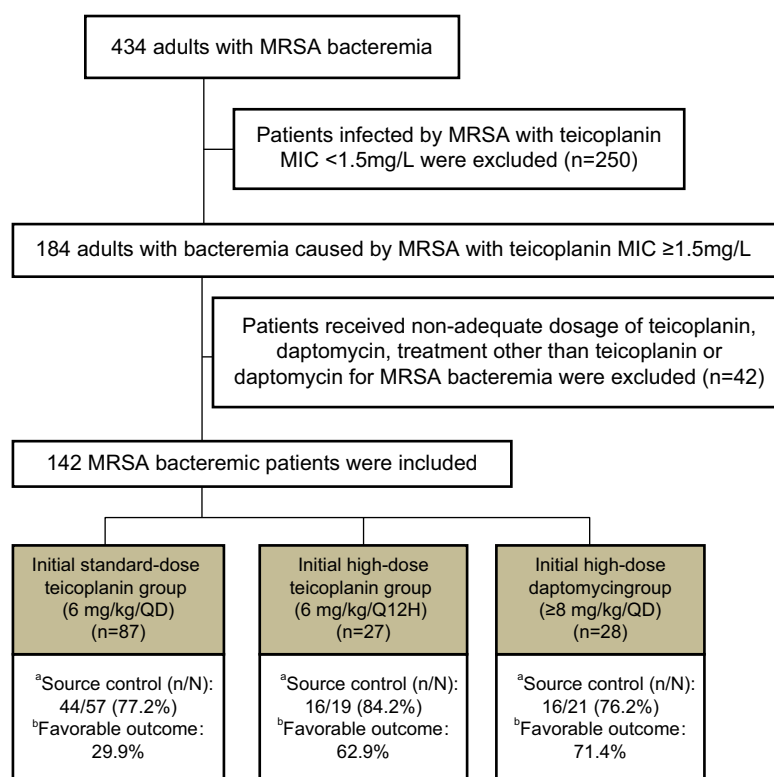 434 adults with MRSA bacteremia
Patients infected by MRSA with teicoplanin
MIC <1.5mg/L were excluded (n=250)
184 adults with bacteremia caused by MRSA with teicoplanin MIC ≥1.5mg/L
Patients received non-adequate dosage of teicoplanin,
daptomycin, treatment other than teicoplanin or
daptomycin for MRSA bacteremia were excluded (n=42)
142 MRSA bacteremic patients were included
Initial standard-dose
teicoplanin group
(6 mg/kg/QD)
(n=87)
aSource control (n/N):
44/57 (77.2%)
bFavorable outcome:
29.9%
Initial high-dose
teicoplanin group
(6 mg/kg/Q12H)
(n=27)
aSource control (n/N):
16/19 (84.2%)
bFavorable outcome:
62.9%
Initial high-dose
daptomycingroup
(≥8 mg/kg/QD)
(n=28)
aSource control (n/N):
16/21 (76.2%)
bFavorable outcome:
71.4%